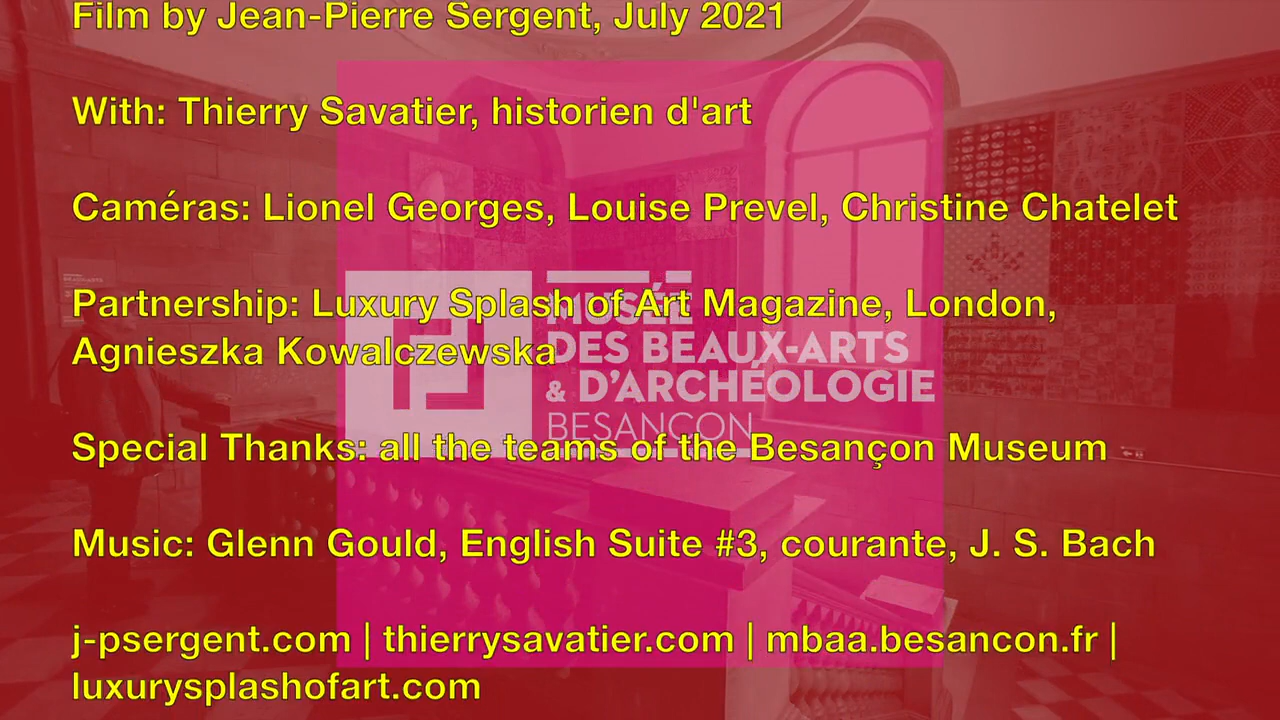 Film by Jean-Pierre Sergent, July 2021
With: Thierry Savatier, historien d'art
Caméras: Lionel Georges, Louise Prevel, Christine Chatelet
Partnership: Luxury Splash of Art Magazine, London,
Agnieszka Kowalczewska
MUSÉE
DES BEAUX-ARTS
& D'ARCHÉOLOGIE
BESANÇON
Special Thanks: all the teams of the Besançon Museum
Music: Glenn Gould, English Suite #3, courante, J. S. Bach
j-psergent.com | thierrysavatier.com | mbaa.besancon.fr |
luxurysplashofart.com